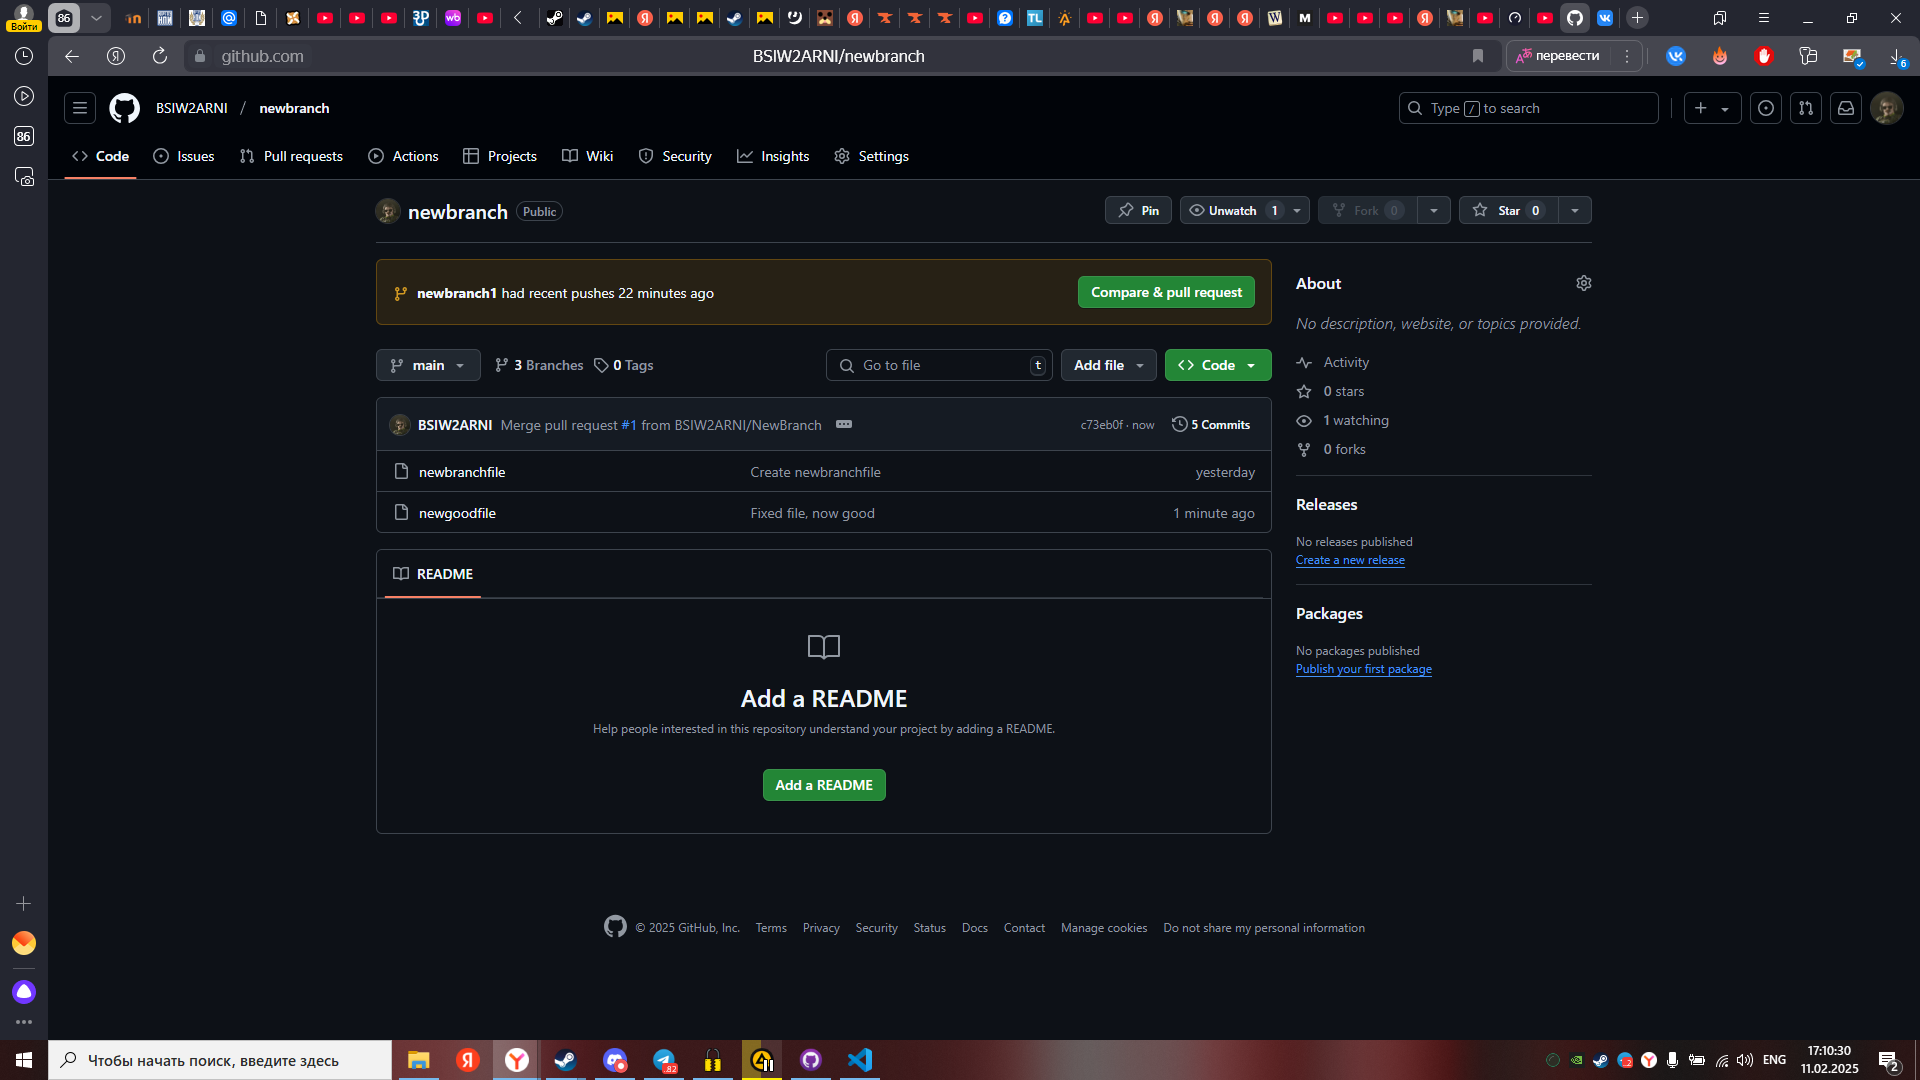 Войти
86
86
github.com
BSIW2ARNI/newbranch
перевести
6
BSIW2ARNI / newbranch
Type / to search
Code
Issues
Pull requests
Actions
Projects
Wiki
Security
Insights
Settings
newbranch Public
Pin
Unwatch 1
Fork 0
Star 0
newbranch1 had recent pushes 22 minutes ago
Compare & pull request
main
3 Branches
0 Tags
Go to file t
Add file
Code
BSIW2ARNI Merge pull request #1 from BSIW2ARNI/NewBranch
c73eb0f · now
5 Commits
newbranchfile Create newbranchfile yesterday
newgoodfile Fixed file, now good 1 minute ago
README
Add a README
Help people interested in this repository understand your project by adding a README.
Add a README
About
No description, website, or topics provided.
Activity
0 stars
1 watching
0 forks
Releases
No releases published
Create a new release
Packages
No packages published
Publish your first package
© 2025 GitHub, Inc. Terms Privacy Security Status Docs Contact Manage cookies Do not share my personal information
Чтобы начать поиск, введите здесь
82
ENG
17:10:30
11.02.2025
2